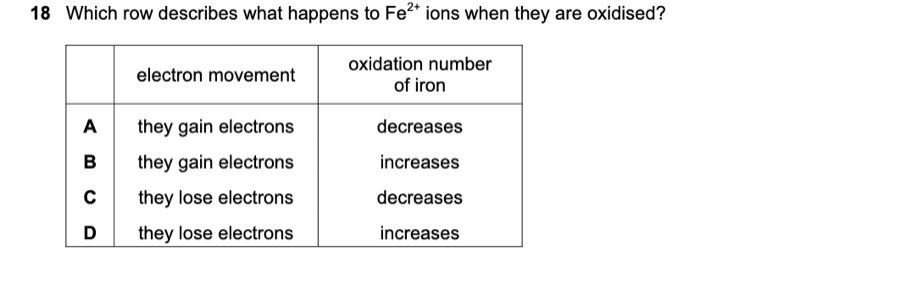 18 Which row describes what happens to Fe²⁺ ions when they are oxidised?
electron movement oxidation number of iron
A they gain electrons decreases
B they gain electrons increases
C they lose electrons decreases
D they lose electrons increases